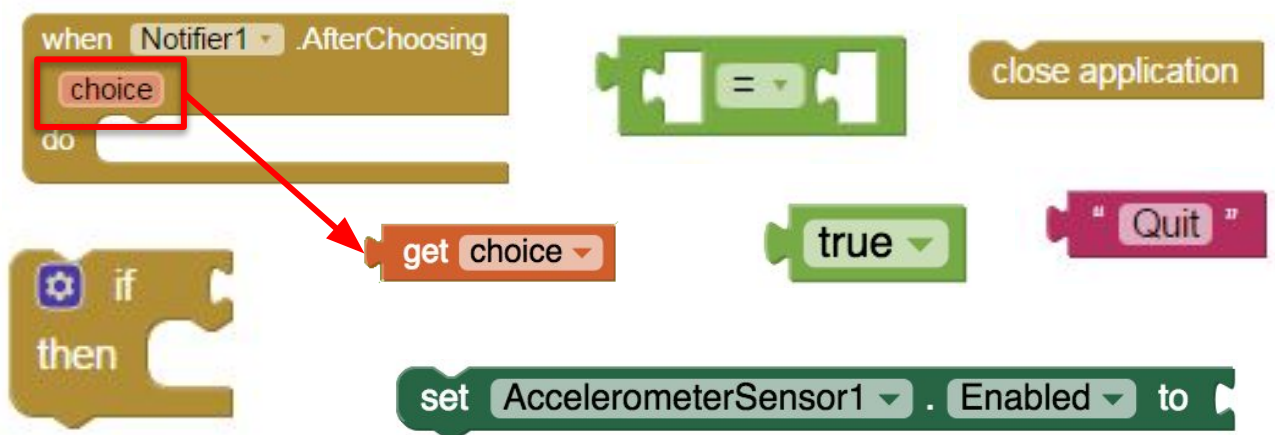 when Notifier1 .AfterChoosing
choice
do
=
close application
get choice
true
“ Quit ”
if
then
set AccelerometerSensor1 . Enabled to